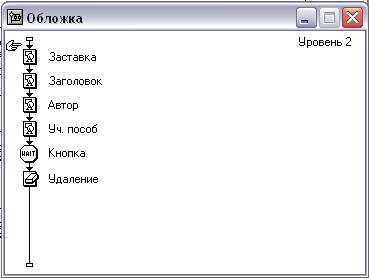 Обложка
Уровень 2
Заставка
Заголовок
Автор
Уч. пособ
WAIT
Кнопка
Удаление